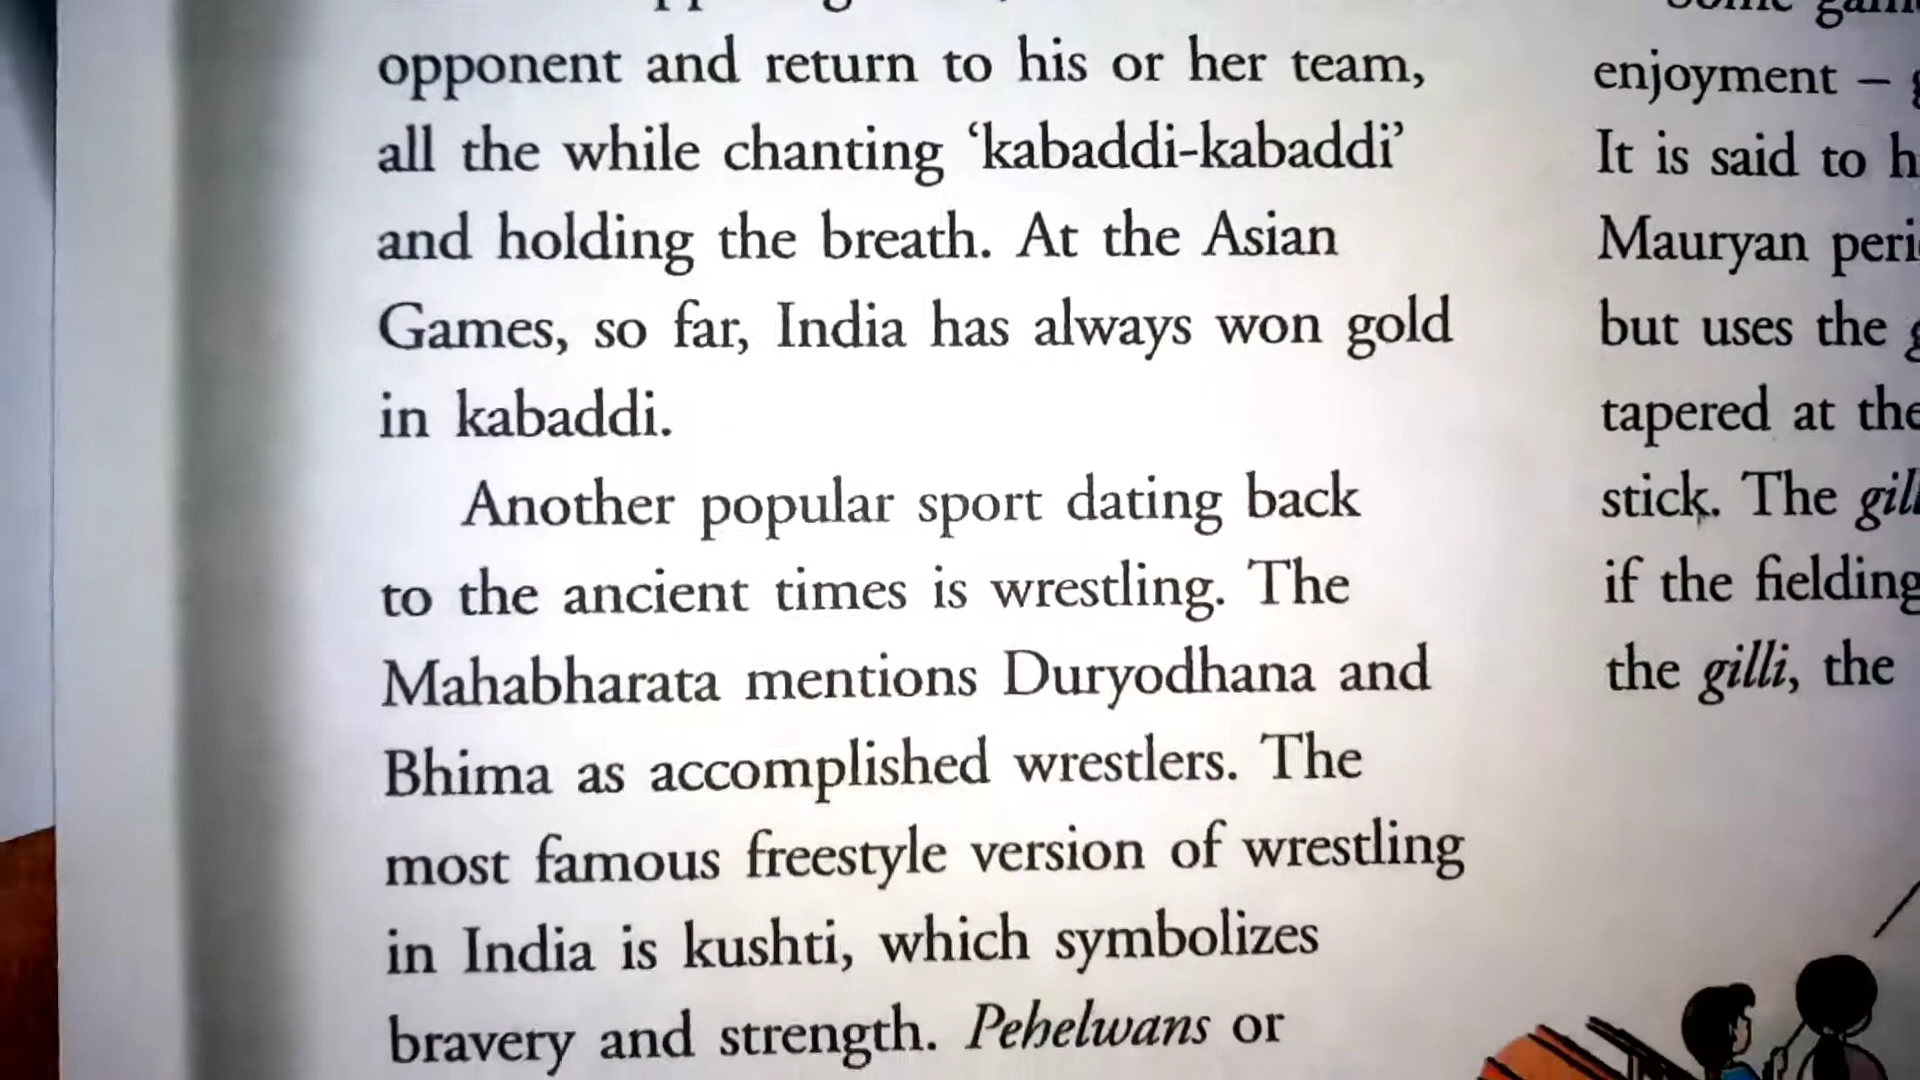 opponent and return to his or her team,
all the while chanting ‘kabaddi-kabaddi’
and holding the breath. At the Asian
Games, so far, India has always won gold
in kabaddi.
Another popular sport dating back
to the ancient times is wrestling. The
Mahabharata mentions Duryodhana and
Bhima as accomplished wrestlers. The
most famous freestyle version of wrestling
in India is kushti, which symbolizes
bravery and strength. Pehelwans or
enjoyment –
It is said to
Mauryan
but uses the
tapered at the
stick. The
if the fielding
the gilli, the